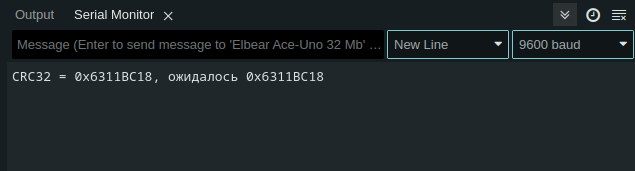 Output Serial Monitor
Message (Enter to send message to 'Elbear Ace-Uno 32 Mb' ... New Line 9600 baud
CRC32 = 0x6311BC18, ожидалось 0x6311BC18